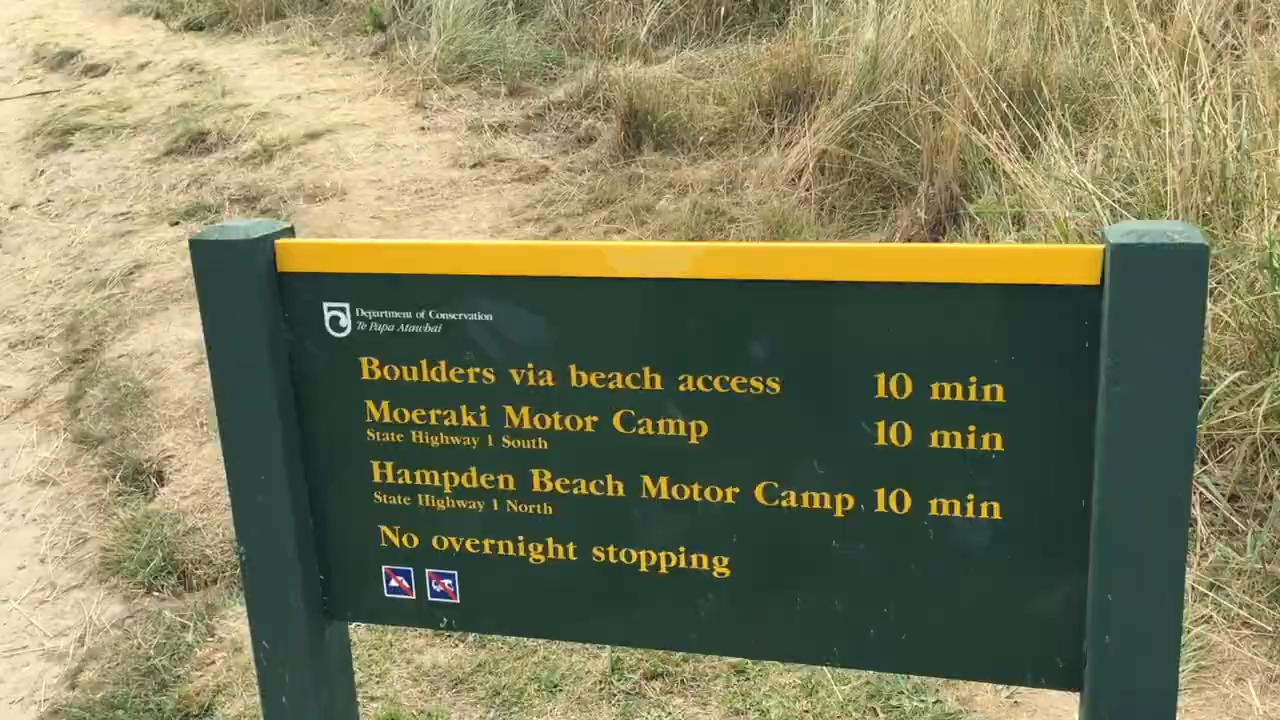 Department of Conservation
Te Papa Atawhai
Boulders via beach access 10 min
Moeraki Motor Camp 10 min
State Highway 1 South
Hampden Beach Motor Camp 10 min
State Highway 1 North
No overnight stopping